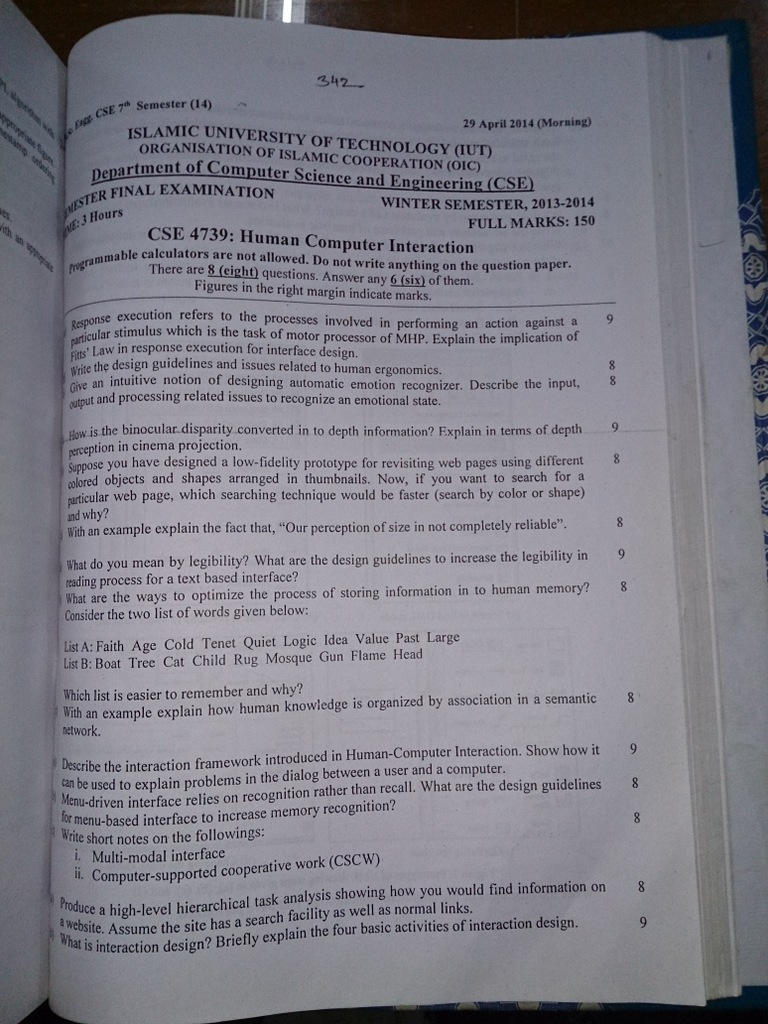 342
Engg. CSE 7th Semester (14)
29 April 2014 (Morning)
ISLAMIC UNIVERSITY OF TECHNOLOGY (IUT)
ORGANISATION OF ISLAMIC COOPERATION (OIC)
Department of Computer Science and Engineering (CSE)
FINAL EXAMINATION
WINTER SEMESTER, 2013-2014
3 Hours
FULL MARKS: 150
CSE 4739: Human Computer Interaction
Programmable calculators are not allowed. Do not write anything on the question paper.
There are 8 (eight) questions. Answer any 6 (six) of them.
Figures in the right margin indicate marks.
Response execution refers to the processes involved in performing an action against a 9
particular stimulus which is the task of motor processor of MHP. Explain the implication of
Fitts' Law in response execution for interface design.
Write the design guidelines and issues related to human ergonomics. 8
Give an intuitive notion of designing automatic emotion recognizer. Describe the input, 8
output and processing related issues to recognize an emotional state.
How is the binocular disparity converted in to depth information? Explain in terms of depth 9
perception in cinema projection.
Suppose you have designed a low-fidelity prototype for revisiting web pages using different 8
colored objects and shapes arranged in thumbnails. Now, if you want to search for a
particular web page, which searching technique would be faster (search by color or shape)
and why?
With an example explain the fact that, “Our perception of size in not completely reliable”. 8
What do you mean by legibility? What are the design guidelines to increase the legibility in 9
reading process for a text based interface?
What are the ways to optimize the process of storing information in to human memory? 8
Consider the two list of words given below:
List A: Faith Age Cold Tenet Quiet Logic Idea Value Past Large
List B: Boat Tree Cat Child Rug Mosque Gun Flame Head
Which list is easier to remember and why?
With an example explain how human knowledge is organized by association in a semantic 8
network.
Describe the interaction framework introduced in Human-Computer Interaction. Show how it 9
can be used to explain problems in the dialog between a user and a computer.
Menu-driven interface relies on recognition rather than recall. What are the design guidelines 8
for menu-based interface to increase memory recognition?
Write short notes on the followings: 8
i. Multi-modal interface
ii. Computer-supported cooperative work (CSCW)
Produce a high-level hierarchical task analysis showing how you would find information on 8
a website. Assume the site has a search facility as well as normal links.
What is interaction design? Briefly explain the four basic activities of interaction design. 9